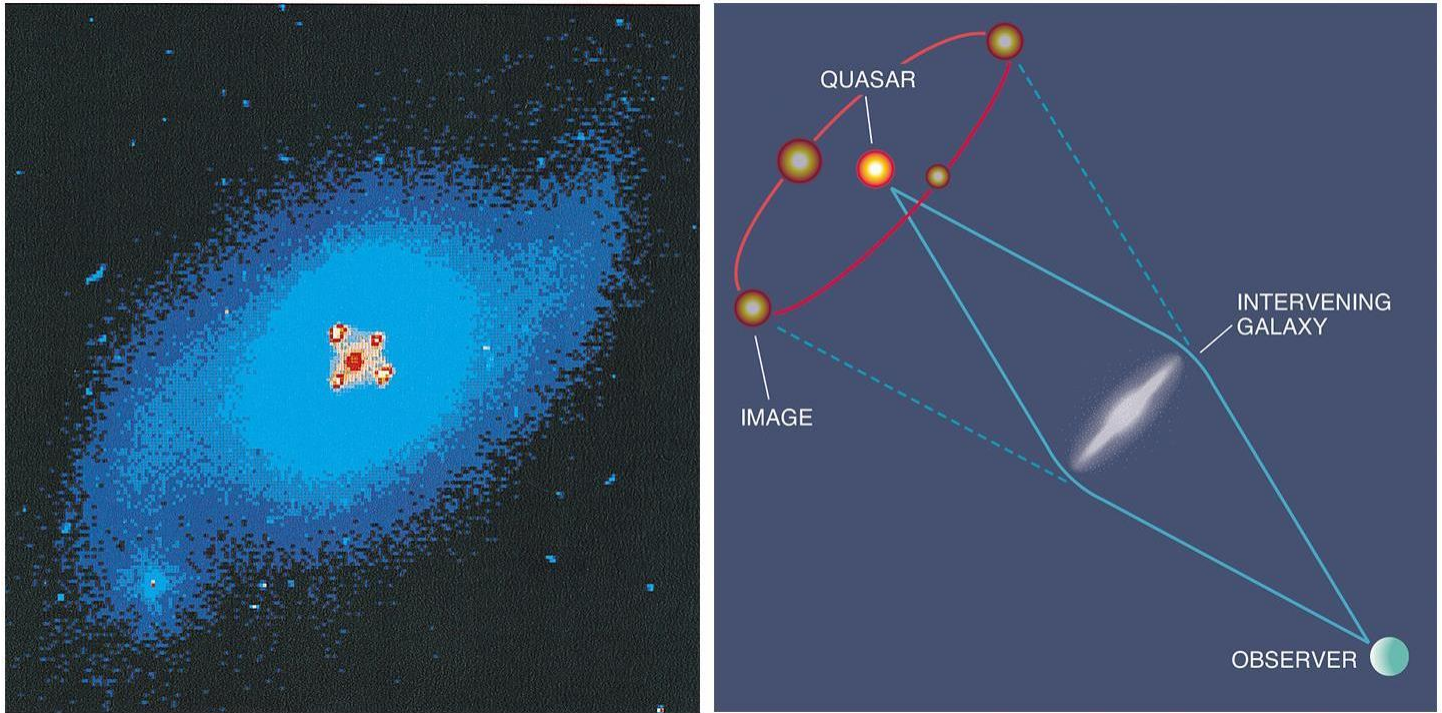 QUASAR
INTERVENING
GALAXY
IMAGE
OBSERVER